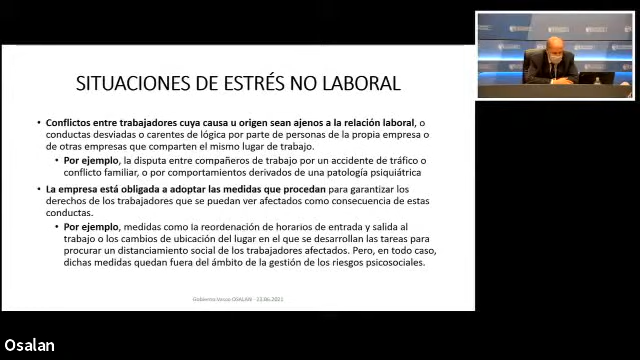 SITUACIONES DE ESTRÉS NO LABORAL
• Conflictos entre trabajadores cuya causa u origen sean ajenos a la relación laboral, o
conductas desviadas o carentes de lógica por parte de personas de la propia empresa o
de otras empresas que comparten el mismo lugar de trabajo.
• Por ejemplo, la disputa entre compañeros de trabajo por un accidente de tráfico o
conflicto familiar, o por comportamientos derivados de una patología psiquiátrica
• La empresa está obligada a adoptar las medidas que procedan para garantizar los
derechos de los trabajadores que se puedan ver afectados como consecuencia de estas
conductas.
• Por ejemplo, medidas como la reordenación de horarios de entrada y salida al
trabajo o los cambios de ubicación del lugar en el que se desarrollan las tareas para
procurar un distanciamiento social de los trabajadores afectados. Pero, en todo caso,
dichas medidas quedan fuera del ámbito de la gestión de los riesgos psicosociales.
Gobierno Vasco OSALAN -
Osalan